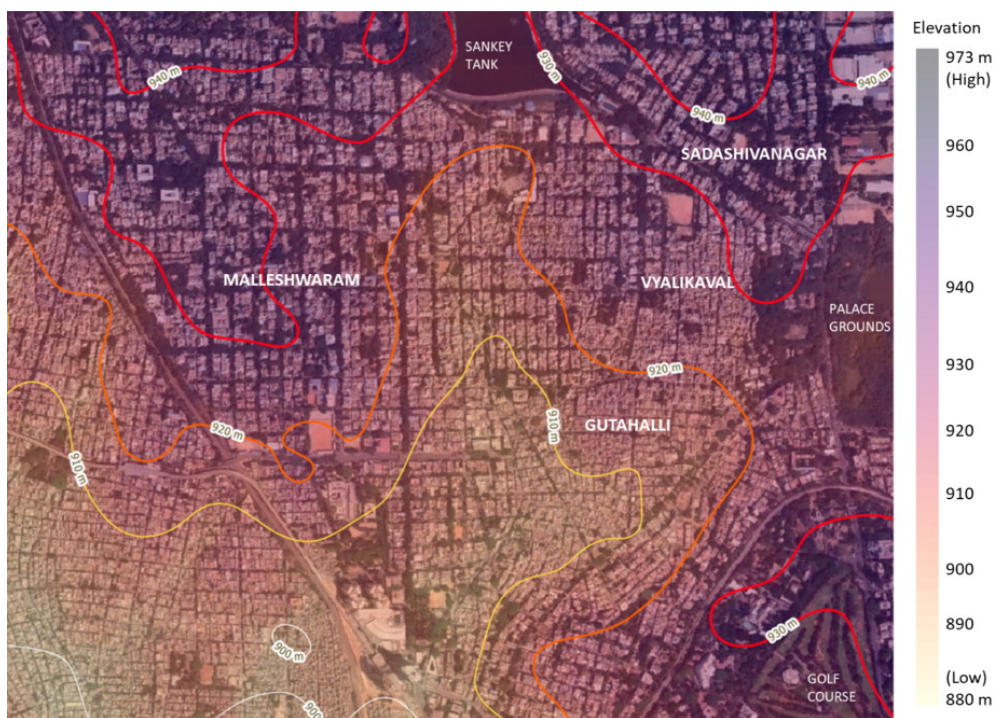 Elevation
973 m
(High)
960
950
940
930
920
910
900
890
(Low)
880 m
SANKEY
TANK
930 m
940 m
940 m
940 m
SADASHIVANAGAR
MALLESHWARAM
VYALIKAVAL
PALACE
GROUNDS
920 m
GUTAHALLI
910 m
920 m
910 m
930 m
900 m
900
GOLF
COURSE